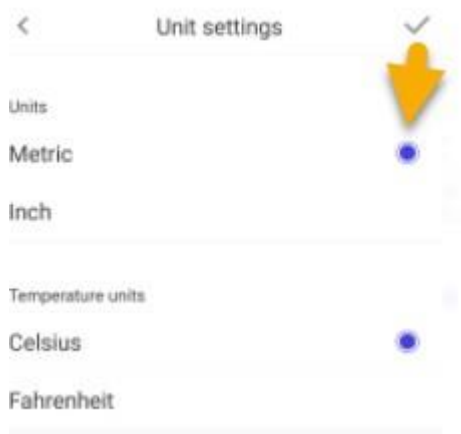 Unit settings
Units
Metric
Inch
Temperature units
Celsius
Fahrenheit